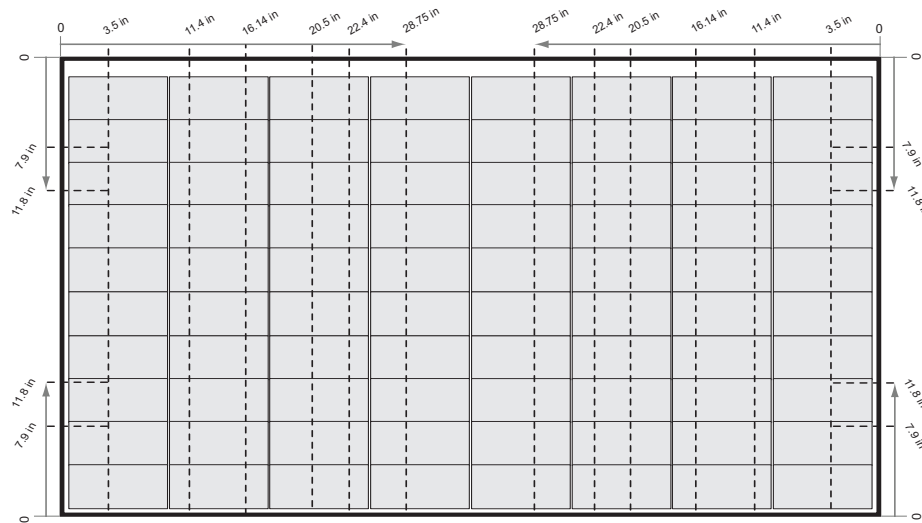 0
3.5 in
11.4 in
16.14 in
20.5 in
22.4 in
28.75 in
28.75 in
22.4 in
20.5 in
16.14 in
11.4 in
3.5 in
0
0
0
7.9 in
7.9 in
11.8 in
11.8 i
11.8 in
11.8 in
7.9 in
7.9 in
0
0